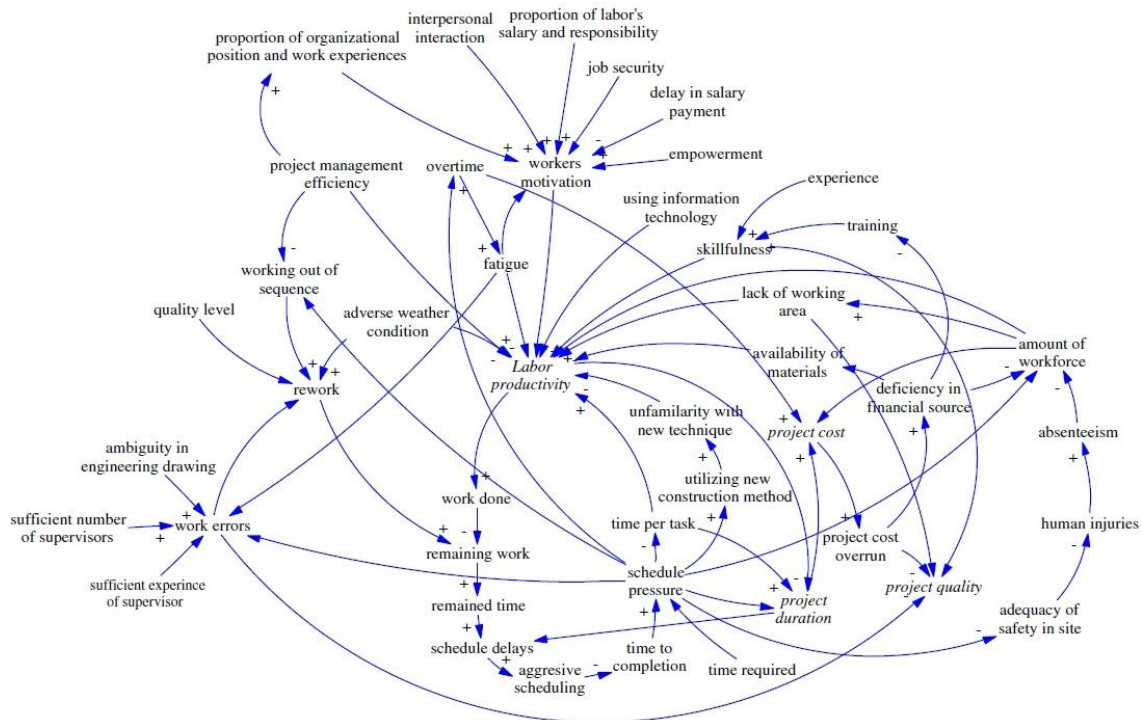 proportion of labor's
salary and responsibility
interpersonal
interaction
proportion of organizational
position and work experiences
job security
delay in salary
payment
empowerment
workers
motivation
overtime
project management
efficiency
experience
using information
technology
training
skillfulness
fatigue
working out of
sequence
quality level
adverse weather
condition
lack of working
area
amount of
workforce
availability of
materials
Labor
productivity
rework
deficiency in
financial source
unfamilarity with
new technique
project cost
absenteeism
ambiguity in
engineering drawing
utilizing new
construction method
work done
sufficient number
of supervisors
work errors
time per task
project cost
overrun
human injuries
remaining work
sufficient experince
of supervisor
schedule
pressure
project quality
remained time
project
duration
adequacy of
safety in site
schedule delays
time to
completion
time required
aggresive
scheduling